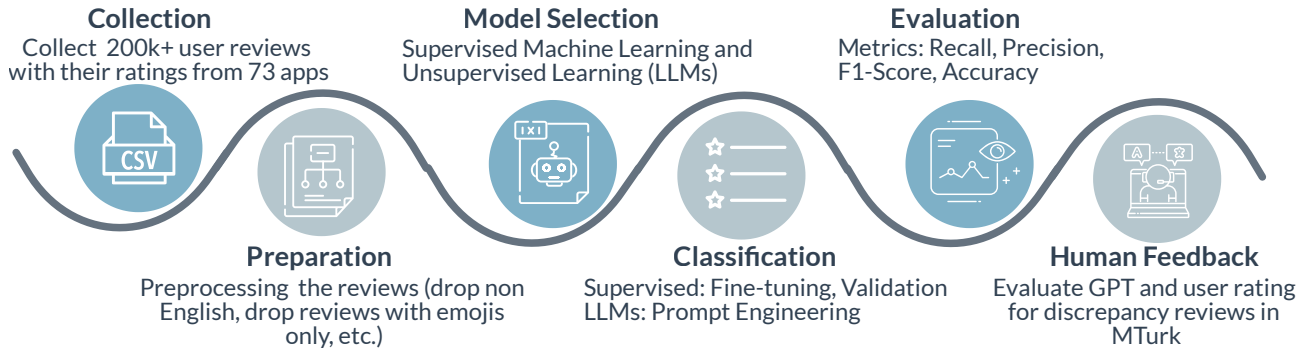 Collection
Collect 200k+ user reviews
with their ratings from 73 apps
CSV
Preparation
Preprocessing the reviews (drop non
English, drop reviews with emojis
only, etc.)
Model Selection
Supervised Machine Learning and
Unsupervised Learning (LLMs)
Classification
Supervised: Fine-tuning, Validation
LLMs: Prompt Engineering
Evaluation
Metrics: Recall, Precision,
F1-Score, Accuracy
A
Human Feedback
Evaluate GPT and user rating
for discrepancy reviews in
MTurk